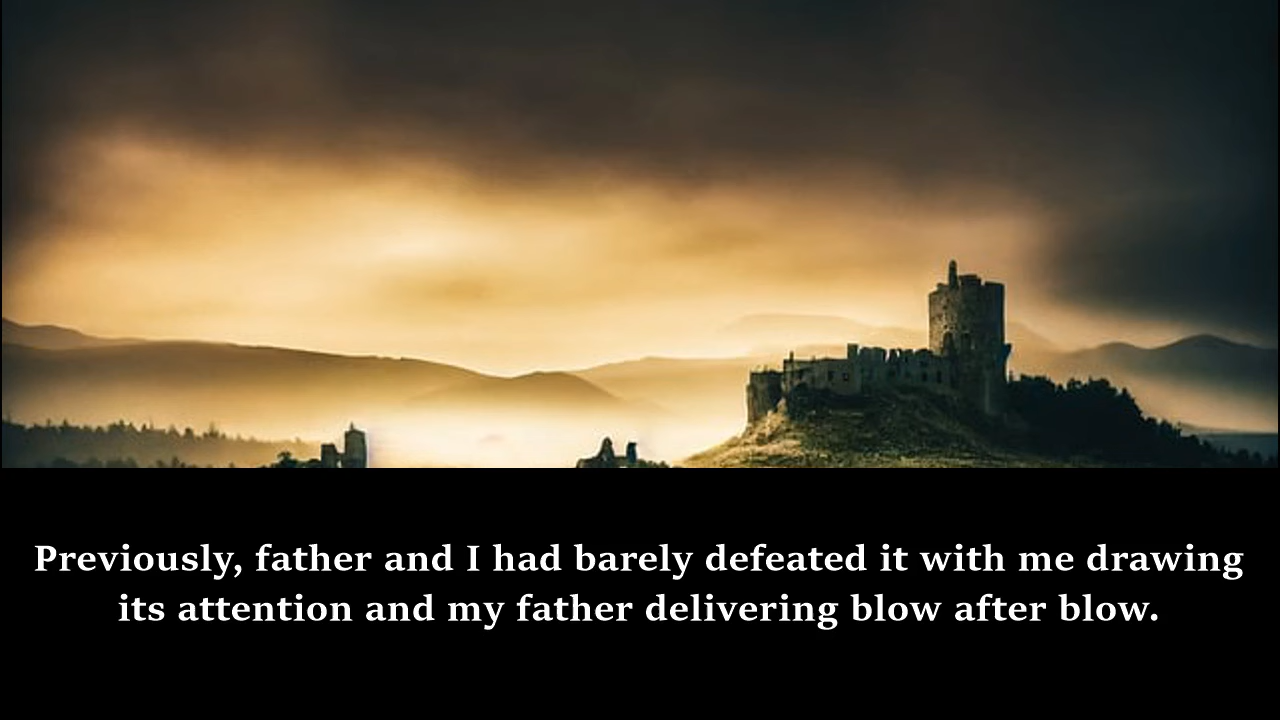 Previously, father and I had barely defeated it with me drawing
its attention and my father delivering blow after blow.